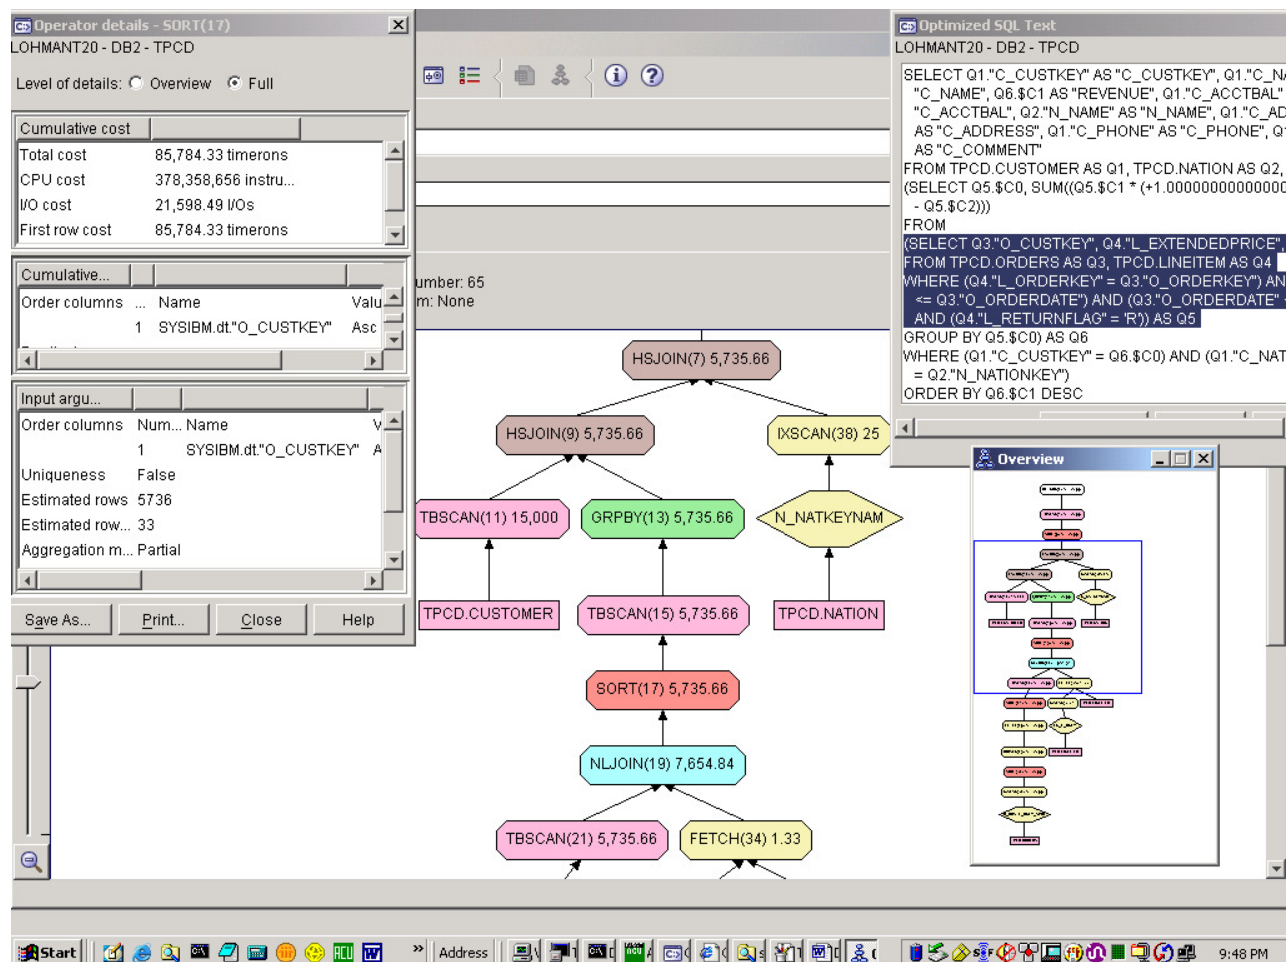 Operator details - SORT(17)
LOHMANT20 - DB2 - TPCD
Level of details: Overview Full
Cumulative cost
Total cost 85,784.33 timerons
CPU cost 378,358,656 instru...
I/O cost 21,598.49 I/Os
First row cost 85,784.33 timerons
Cumulative...
Order columns ... Name Valu
1 SYSIBM.dt."O_CUSTKEY" Asc
Input argu...
Order columns Num... Name V
1 SYSIBM.dt."O_CUSTKEY" A
Uniqueness False
Estimated rows 5736
Estimated row... 33
Aggregation m... Partial
Save As... Print... Close Help
umber: 65
m: None
Optimized SQL Text
LOHMANT20 - DB2 - TPCD
SELECT Q1."C_CUSTKEY" AS "C_CUSTKEY", Q1."C_NA
"C_NAME", Q6.$C1 AS "REVENUE", Q1."C_ACCTBAL"
"C_ACCTBAL", Q2."N_NAME" AS "N_NAME", Q1."C_AD
AS "C_ADDRESS", Q1."C_PHONE" AS "C_PHONE", Q1
AS "C_COMMENT"
FROM TPCD.CUSTOMER AS Q1, TPCD.NATION AS Q2,
(SELECT Q5.$C0, SUM((Q5.$C1 * (+1.00000000000000
- Q5.$C2)))
FROM
(SELECT Q3."O_CUSTKEY", Q4."L_EXTENDEDPRICE",
FROM TPCD.ORDERS AS Q3, TPCD.LINEITEM AS Q4
WHERE (Q4."L_ORDERKEY" = Q3."O_ORDERKEY") AN
<= Q3."O_ORDERDATE") AND (Q3."O_ORDERDATE"
AND (Q4."L_RETURNFLAG" = 'R')) AS Q5
GROUP BY Q5.$C0) AS Q6
WHERE (Q1."C_CUSTKEY" = Q6.$C0) AND (Q1."C_NAT
= Q2."N_NATIONKEY")
ORDER BY Q6.$C1 DESC
HSJOIN(7) 5,735.66
HSJOIN(9) 5,735.66
IXSCAN(38) 25
TBSCAN(11) 15,000
GRPBY(13) 5,735.66
N_NATKEYNAM
TPCD.CUSTOMER
TBSCAN(15) 5,735.66
TPCD.NATION
SORT(17) 5,735.66
NLJOIN(19) 7,654.84
TBSCAN(21) 5,735.66
FETCH(34) 1.33
Overview
Start
ACU
» Address
9:48 PM